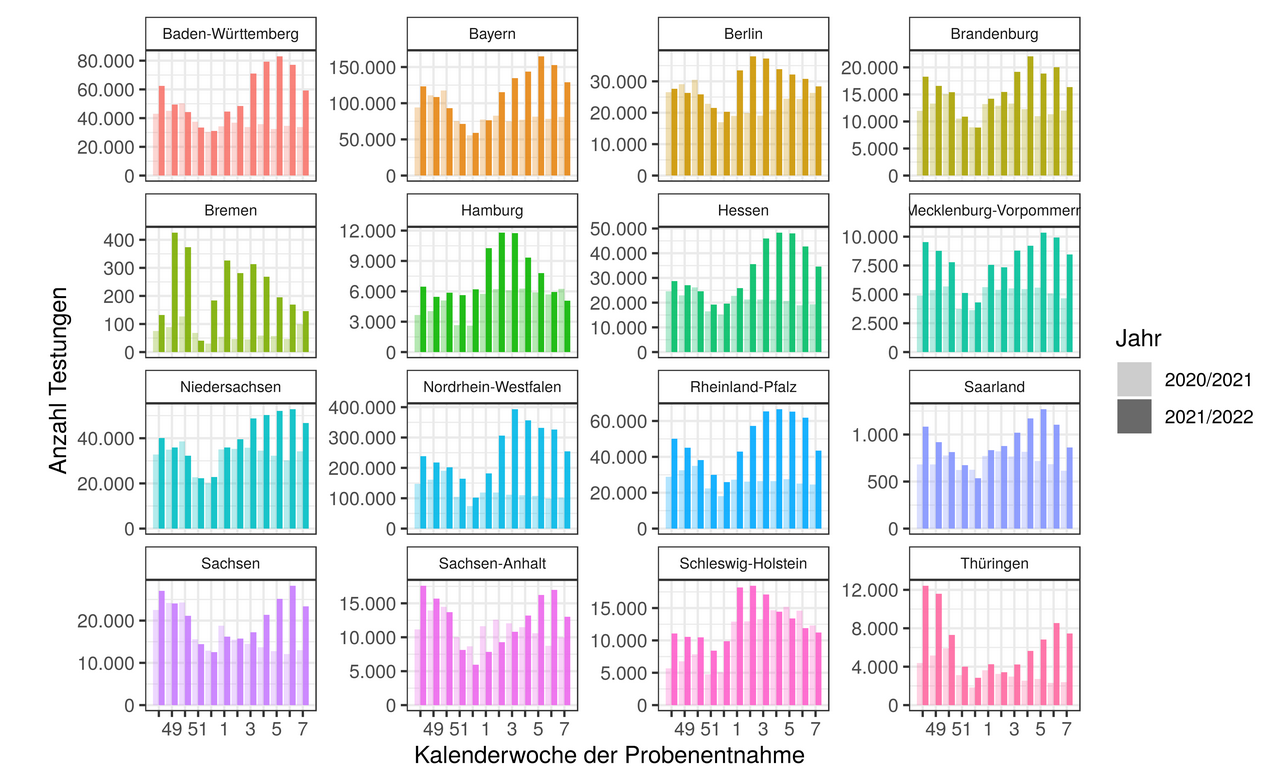 Baden-Württemberg Bayern Berlin Brandenburg
80.000 60.000 40.000 20.000 0
150.000 100.000 50.000 0
30.000 20.000 10.000 0
20.000 15.000 10.000 5.000 0
Bremen Hamburg Hessen Mecklenburg-Vorpommern
400 300 200 100 0
12.000 9.000 6.000 3.000 0
50.000 40.000 30.000 20.000 10.000 0
10.000 7.500 5.000 2.500 0
Niedersachsen Nordrhein-Westfalen Rheinland-Pfalz Saarland
40.000 20.000 0
400.000 300.000 200.000 100.000 0
60.000 40.000 20.000 0
1.000 500 0
Sachsen Sachsen-Anhalt Schleswig-Holstein Thüringen
20.000 10.000 0
15.000 10.000 5.000 0
15.000 10.000 5.000 0
12.000 8.000 4.000 0
49 51 1 3 5 7
49 51 1 3 5 7
49 51 1 3 5 7
49 51 1 3 5 7
Kalenderwoche der Probenentnahme
Anzahl Testungen
Jahr
2020/2021
2021/2022